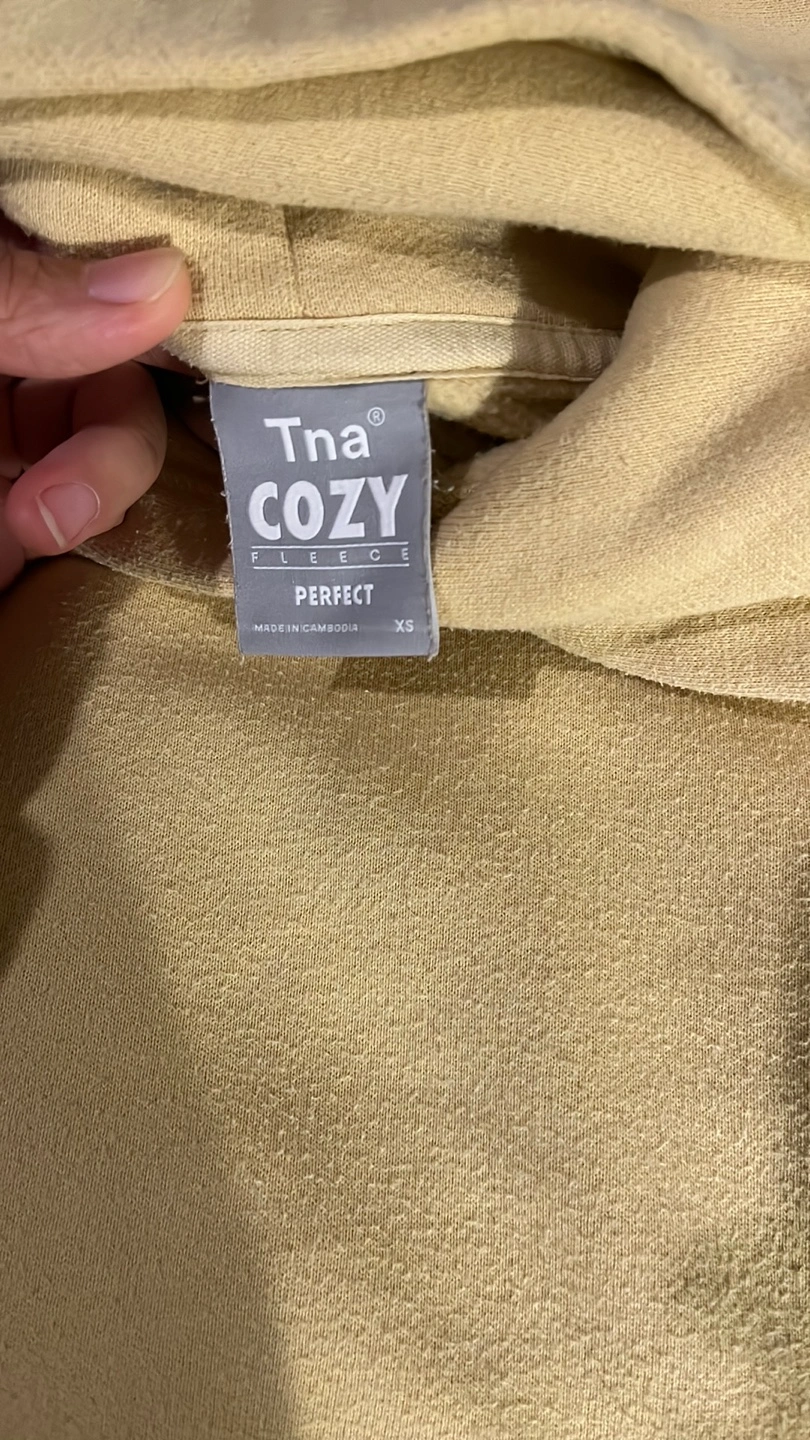 Tna®
COZY
FLEECE
PERFECT
MADE IN CAMBODIA XS